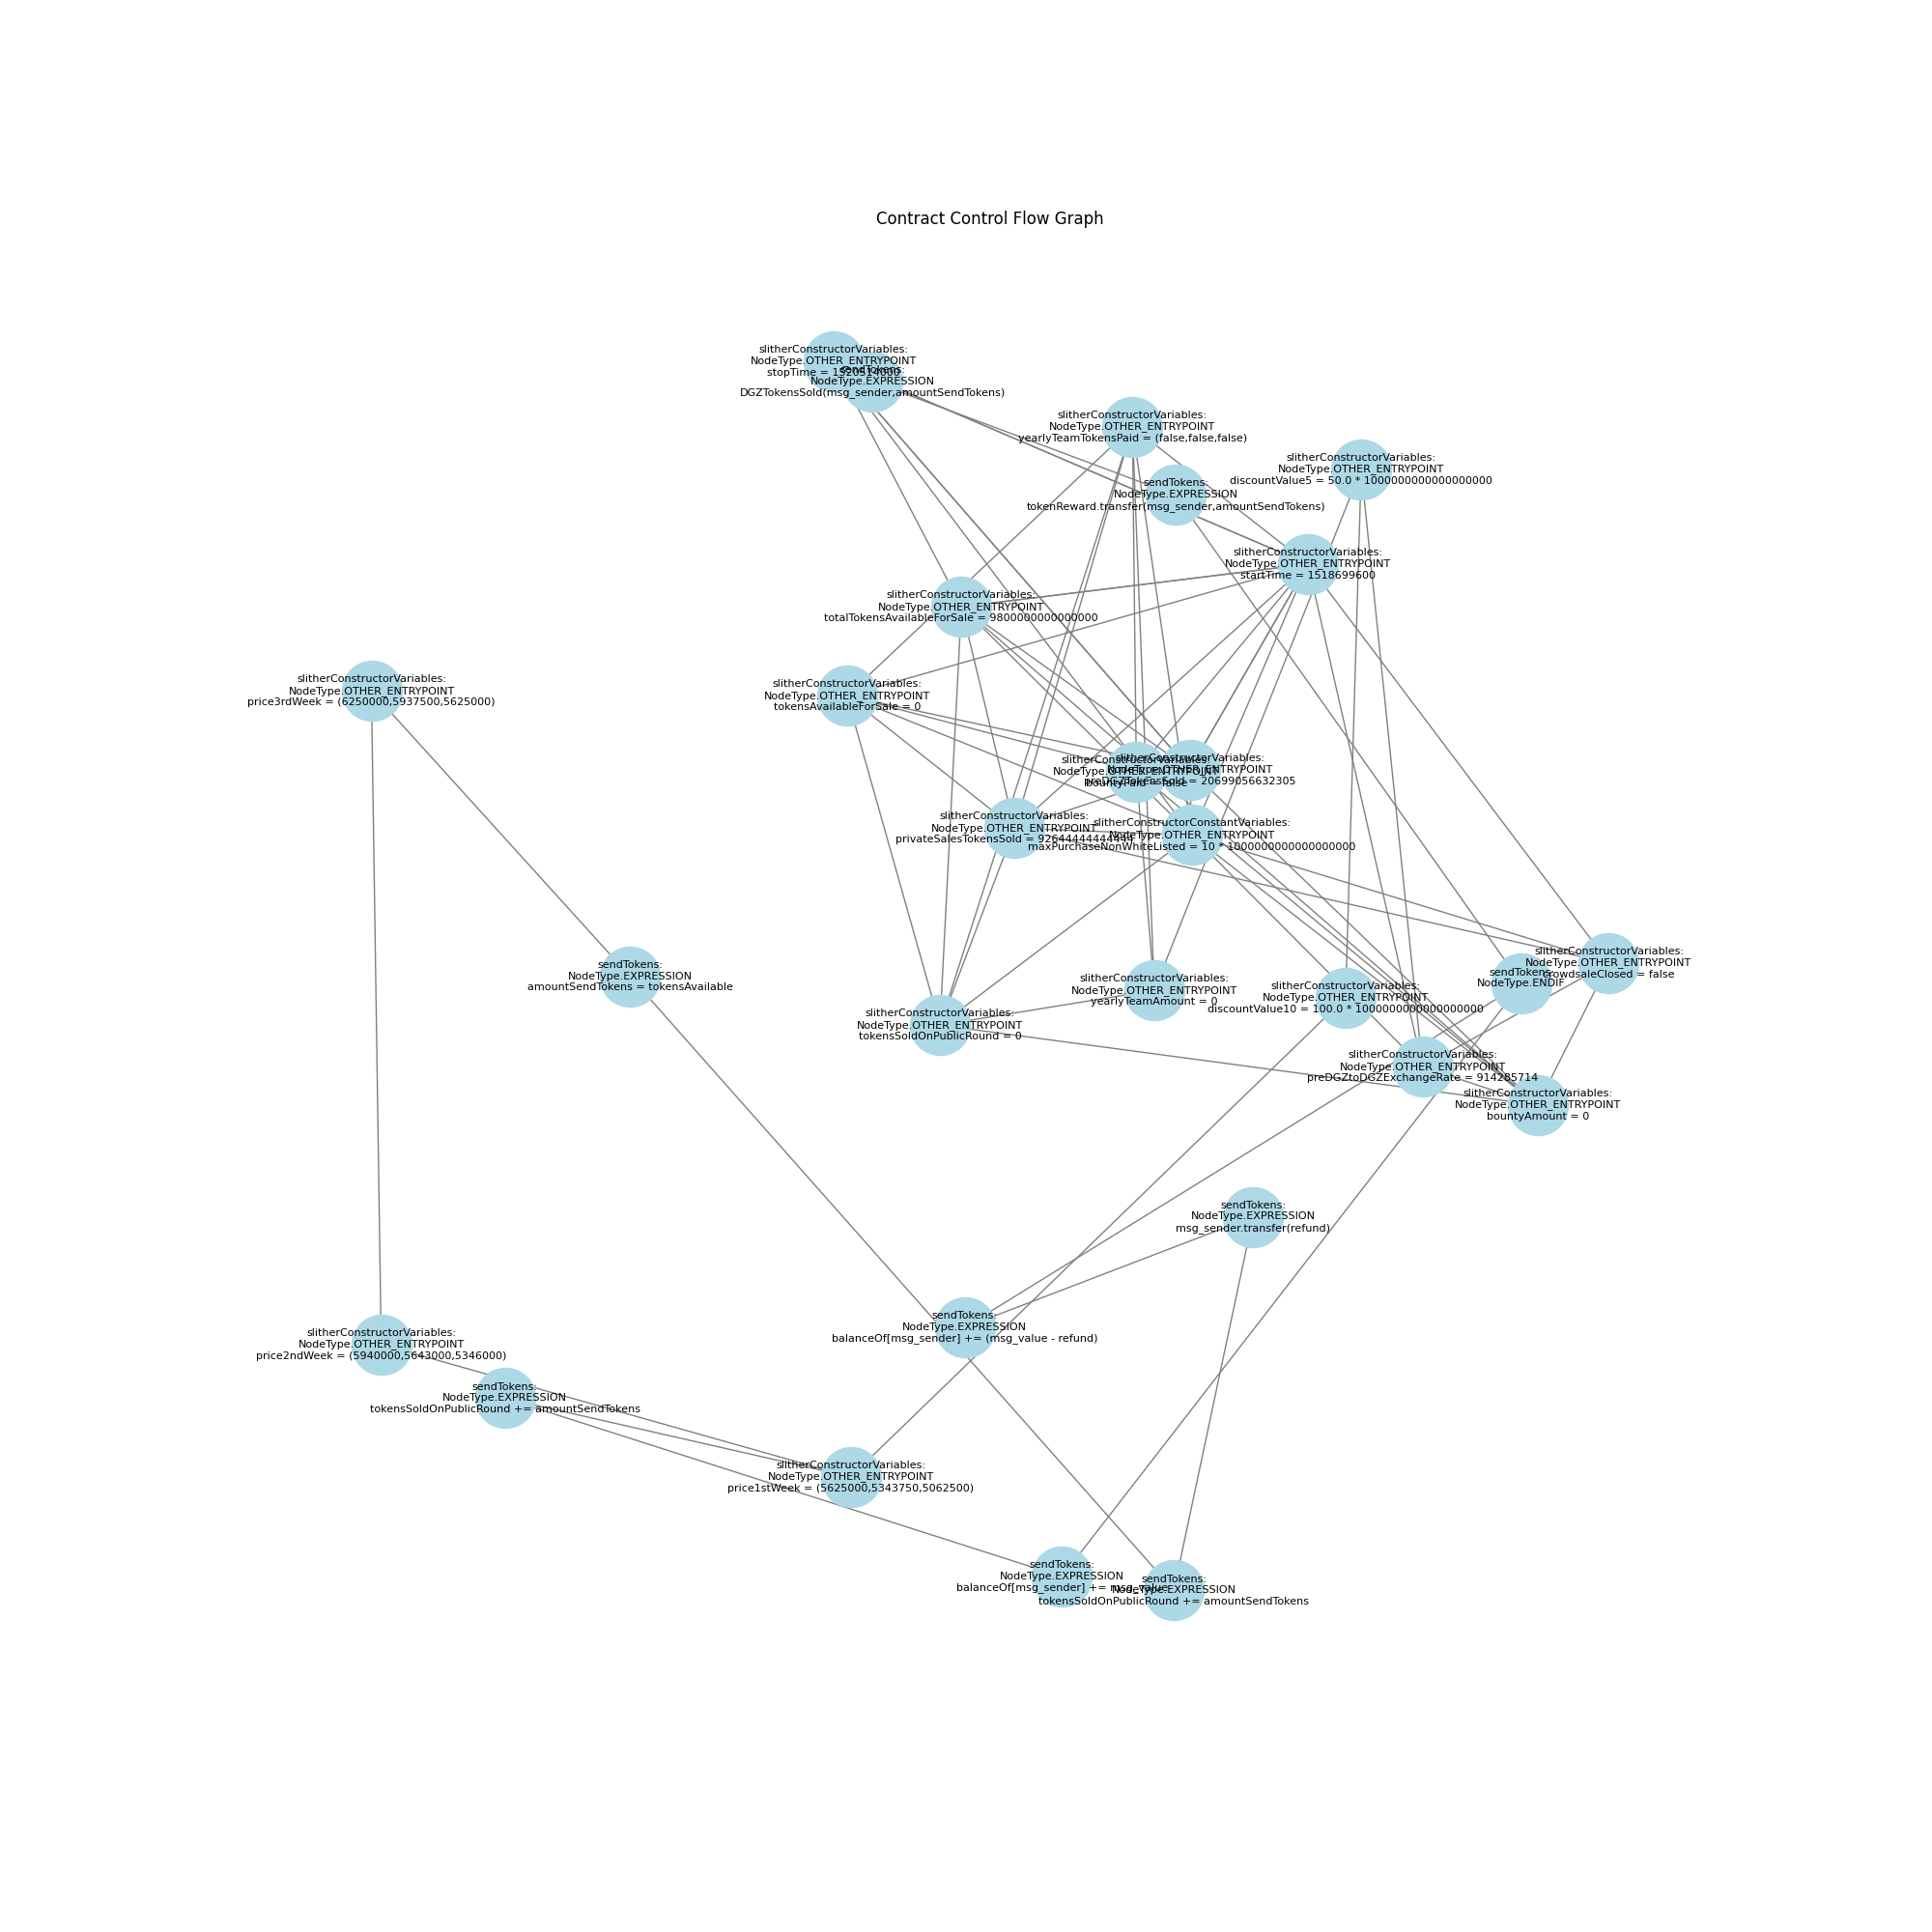 Contract Control Flow Graph
slitherConstructorVariables:
NodeType.OTHER_ENTRYPOINT
stopTime = 1520514000
sendTokens:
NodeType.EXPRESSION
DGZTokensSold(msg_sender,amountSendTokens)
slitherConstructorVariables:
NodeType.OTHER_ENTRYPOINT
yearlyTeamTokensPaid = (false,false,false)
slitherConstructorVariables:
NodeType.OTHER_ENTRYPOINT
discountValue5 = 50.0 * 1000000000000000000
sendTokens:
NodeType.EXPRESSION
tokenReward.transfer(msg_sender,amountSendTokens)
slitherConstructorVariables:
NodeType.OTHER_ENTRYPOINT
startTime = 1518699600
slitherConstructorVariables:
NodeType.OTHER_ENTRYPOINT
totalTokensAvailableForSale = 9800000000000000
slitherConstructorVariables:
NodeType.OTHER_ENTRYPOINT
price3rdWeek = (6250000,5937500,5625000)
slitherConstructorVariables:
NodeType.OTHER_ENTRYPOINT
tokensAvailableForSale = 0
slitherConstructorVariables:
NodeType.OTHER_ENTRYPOINT
bountyPaid = false
slitherConstructorVariables:
NodeType.OTHER_ENTRYPOINT
preDGZTokensSold = 20699056632305
slitherConstructorVariables:
NodeType.OTHER_ENTRYPOINT
privateSalesTokensSold = 92644444444444
slitherConstructorConstantVariables:
NodeType.OTHER_ENTRYPOINT
maxPurchaseNonWhiteListed = 10 * 1000000000000000000
sendTokens:
NodeType.EXPRESSION
amountSendTokens = tokensAvailable
slitherConstructorVariables:
NodeType.OTHER_ENTRYPOINT
crowdsaleClosed = false
sendTokens:
NodeType.ENDIF
slitherConstructorVariables:
NodeType.OTHER_ENTRYPOINT
yearlyTeamAmount = 0
slitherConstructorVariables:
NodeType.OTHER_ENTRYPOINT
discountValue10 = 100.0 * 1000000000000000000
slitherConstructorVariables:
NodeType.OTHER_ENTRYPOINT
tokensSoldOnPublicRound = 0
slitherConstructorVariables:
NodeType.OTHER_ENTRYPOINT
preDGZtoDGZExchangeRate = 914285714
slitherConstructorVariables:
NodeType.OTHER_ENTRYPOINT
bountyAmount = 0
sendTokens:
NodeType.EXPRESSION
msg_sender.transfer(refund)
sendTokens:
NodeType.EXPRESSION
balanceOf[msg_sender] += (msg_value - refund)
slitherConstructorVariables:
NodeType.OTHER_ENTRYPOINT
price2ndWeek = (5940000,5643000,5346000)
sendTokens:
NodeType.EXPRESSION
tokensSoldOnPublicRound += amountSendTokens
slitherConstructorVariables:
NodeType.OTHER_ENTRYPOINT
price1stWeek = (5625000,5343750,5062500)
sendTokens:
NodeType.EXPRESSION
balanceOf[msg_sender] += msg_value
sendTokens:
NodeType.EXPRESSION
tokensSoldOnPublicRound += amountSendTokens